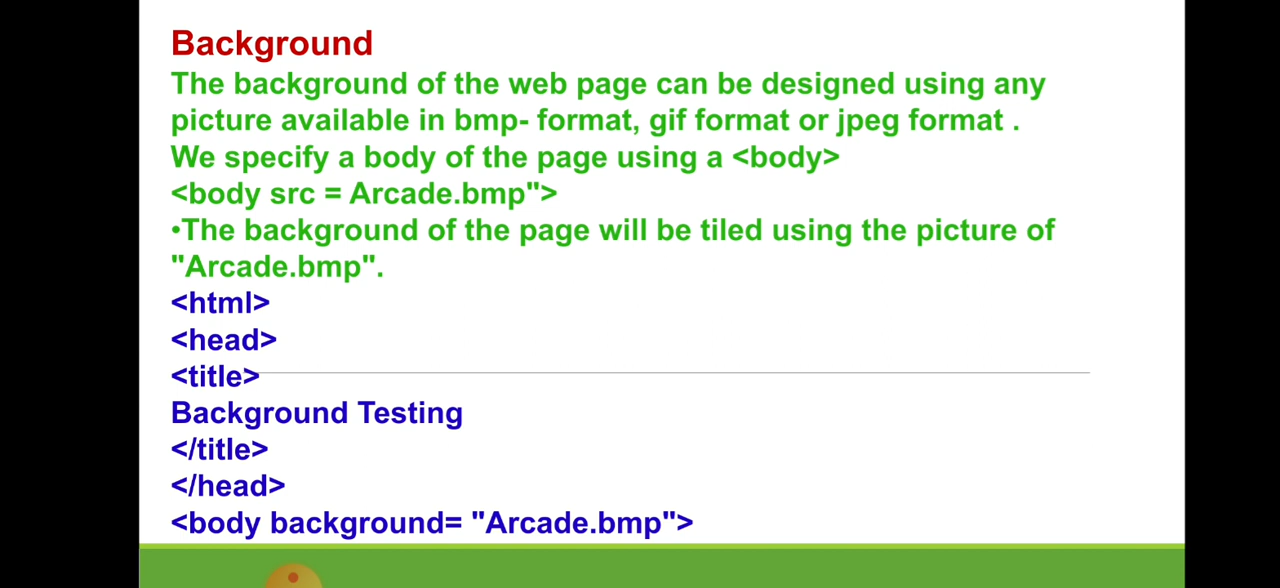 Background
The background of the web page can be designed using any
picture available in bmp- format, gif format or jpeg format .
We specify a body of the page using a <body>
<body src = Arcade.bmp">
•The background of the page will be tiled using the picture of
"Arcade.bmp".
<html>
<head>
<title>
Background Testing
</title>
</head>
<body background= "Arcade.bmp">